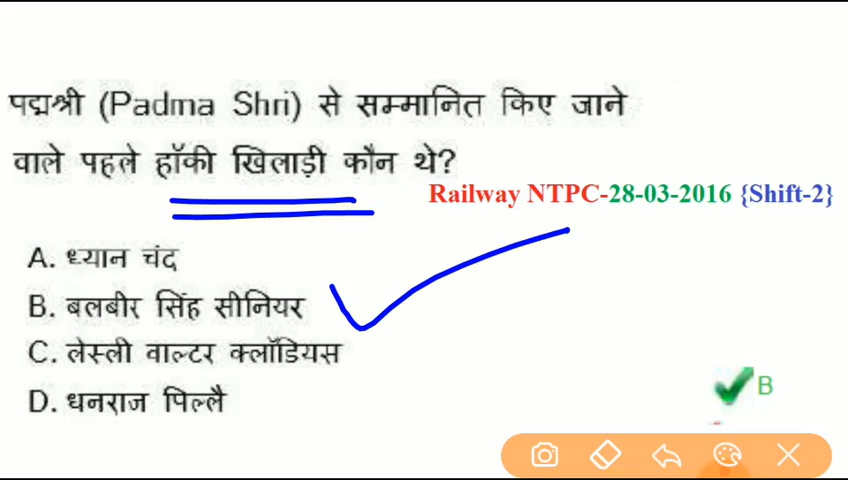 पद्मश्री (Padma Shri) से सम्मानित किए जाने
वाले पहले हॉकी खिलाड़ी कौन थे?
Railway NTPC-28-03-2016 {Shift-2}
A. ध्यान चंद
B. बलबीर सिंह सीनियर
C. लेस्ली वाल्टर क्लॉडियस
D. धनराज पिल्लै
B